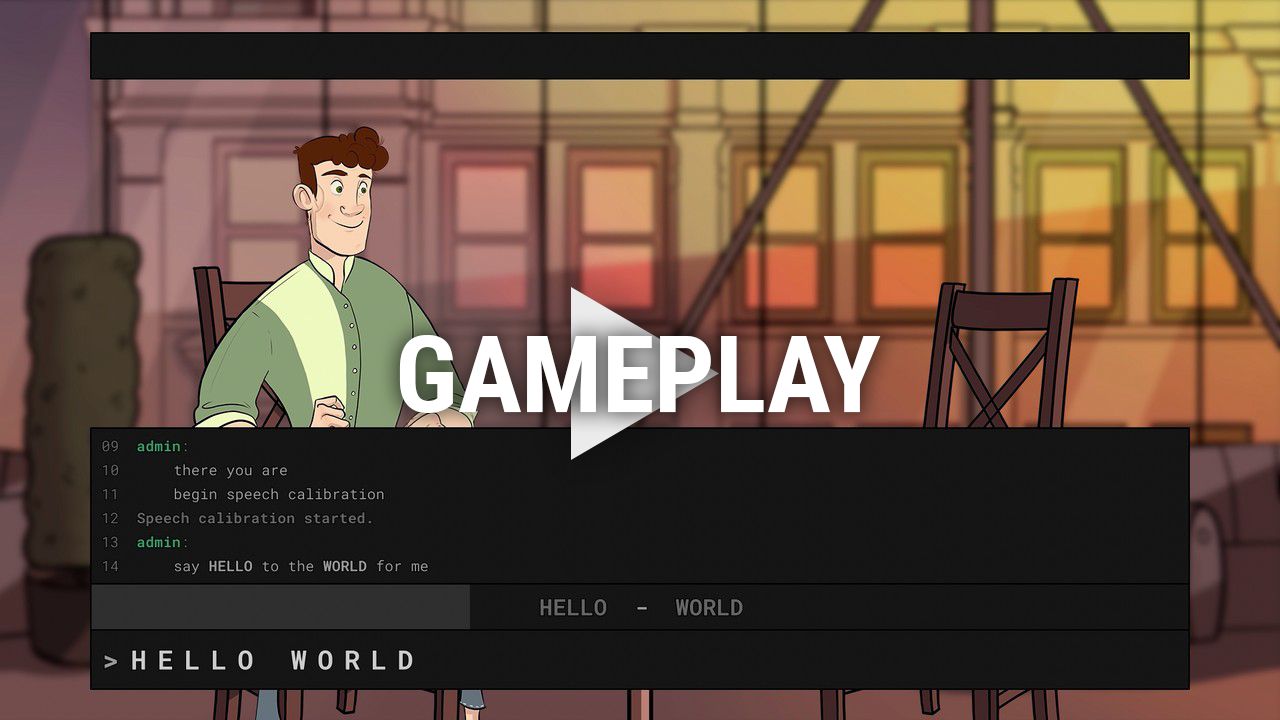 GAMEPLAY
09 admin:
10 there you are
11 begin speech calibration
12 Speech calibration started.
13 admin:
14 say HELLO to the WORLD for me
HELLO - WORLD
> HELLO WORLD